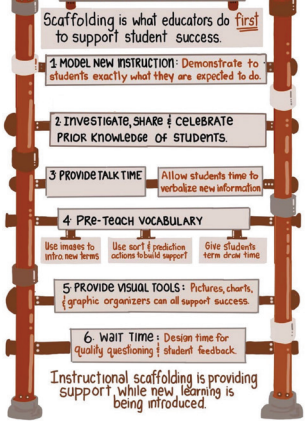 Scaffolding is what educators do first
to support student success.
1 MODEL NEW INSTRUCTION: Demonstrate to
students exactly what they are expected to do.
2 INVESTIGATE, SHARE & CELEBRATE
PRIOR KNOWLEDGE OF STUDENTS.
3 PROVIDE TALK TIME
Allow students time to
verbalize new information
4 PRE-TEACH VOCABULARY
Use images to
intro. new terms
Use sort & prediction
actions to build support
Give students
term draw time
5 PROVIDE VISUAL TOOLS: Pictures, charts,
& graphic organizers can all support success.
6. WAIT TIME: Design time for
quality questioning & student feedback.
Instructional scaffolding is providing
support while new learning is
being introduced.